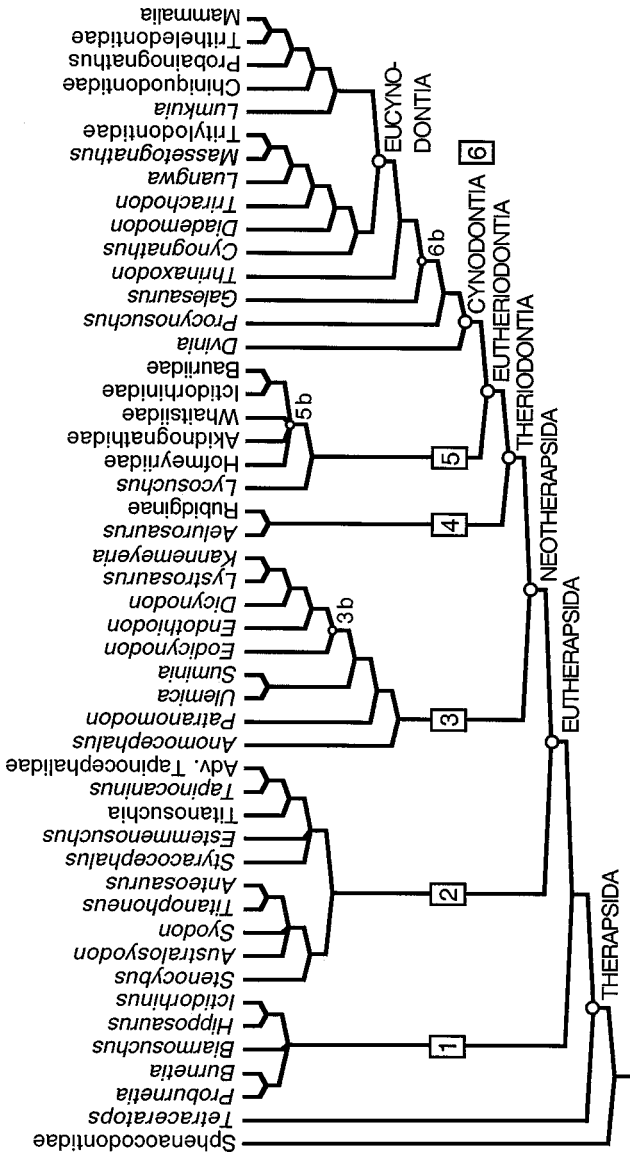 Mammalia
Tritheledontidae
Probainognathus
Chiniquodontidae
Lumkuia
Tritylodontidae
Massetognathus
Luangwa
Trirachodon
Diademodon
Cynognathus
Thrinaxodon
Galesaurus
Procynosuchus
Dvinia
Bauriidae
Ictidorhinidae
Whaitsiidae
Akidnognathidae
Hofmeyriidae
Lycosuchus
Rubidginae
Aelurosaurus
Kannemeyeria
Lystrosaurus
Dicynodon
Endothiodon
Eodicynodon
Suminia
Ulemica
Patranomodon
Anomocephalus
Adv. Tapinocephalidae
Tapinocaninus
Titanosuchia
Estemmenosuchus
Styracocephalus
Anteosaurus
Titanophoneus
Syodon
Australosyodon
Stenocybus
Ictidorhinus
Hipposaurus
Biarmosuchus
Burnetia
Proburnetia
Tetraceratops
Sphenacodontidae
EUCYNO-
DONTIA
6b
CYNODONTIA 6
EUTHERIODONTIA
5b
5
THERIODONTIA
4
NEOTHERAPSIDA
3b
3
EUTHERAPSIDA
2
1
THERAPSIDA